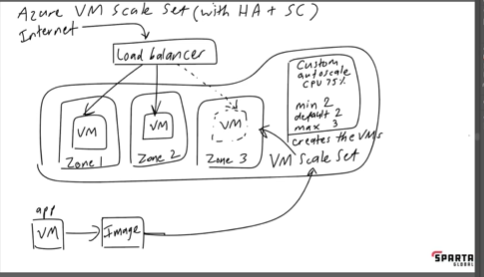 Azure VM Scale Set (with HA + SC)
Internet
Load balancer
Custom
autoscale
CPU 75%
min 2
default 2
max 3
creates the VMs
VM
VM
VM
Zone 1
Zone 2
Zone 3
VM Scale Set
app
VM
Image
SPARTA
GLOBAL